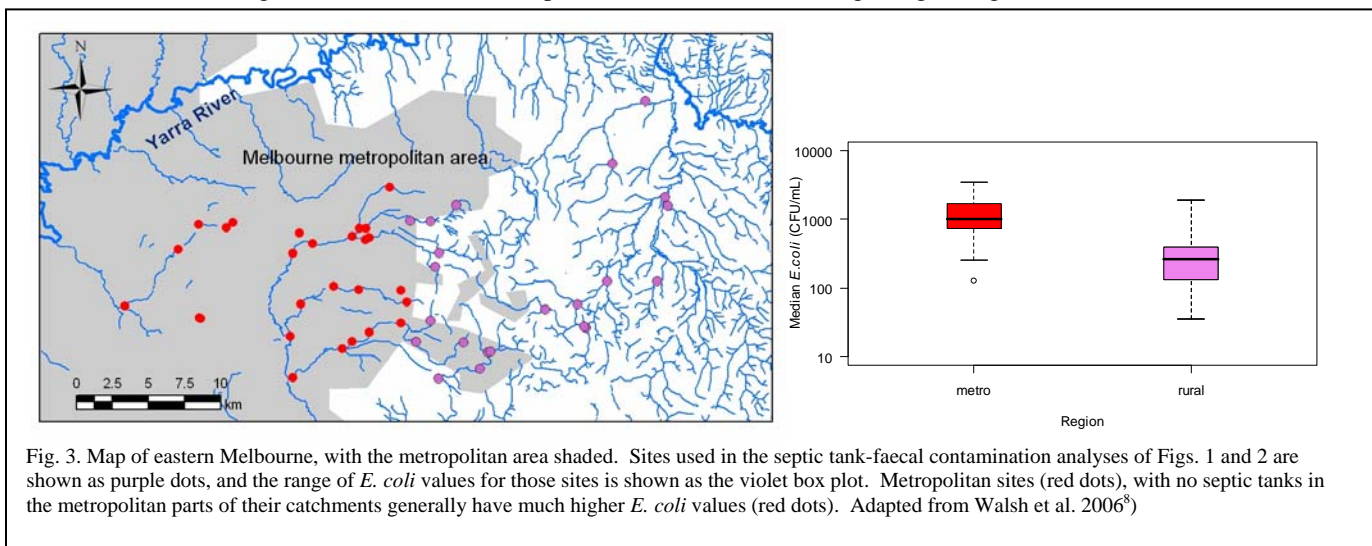 N
Yarra River
Melbourne metropolitan area
0 2.5 5 7.5 10
km
10000
1000
100
10
Median E.coli (CFU/mL)
metro rural
Region
Fig. 3. Map of eastern Melbourne, with the metropolitan area shaded. Sites used in the septic tank-faecal contamination analyses of Figs. 1 and 2 are
shown as purple dots, and the range of E. coli values for those sites is shown as the violet box plot. Metropolitan sites (red dots), with no septic tanks in
the metropolitan parts of their catchments generally have much higher E. coli values (red dots). Adapted from Walsh et al. 2006⁸)